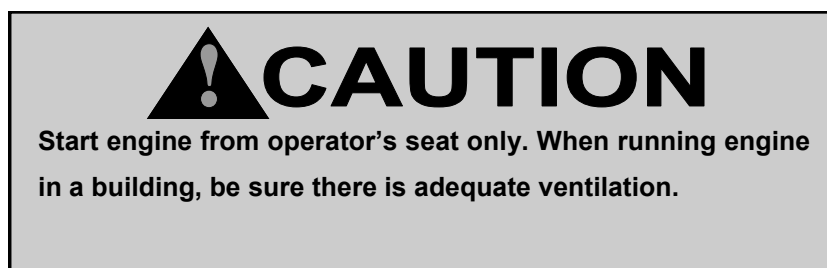 CAUTION
Start engine from operator’s seat only. When running engine
in a building, be sure there is adequate ventilation.